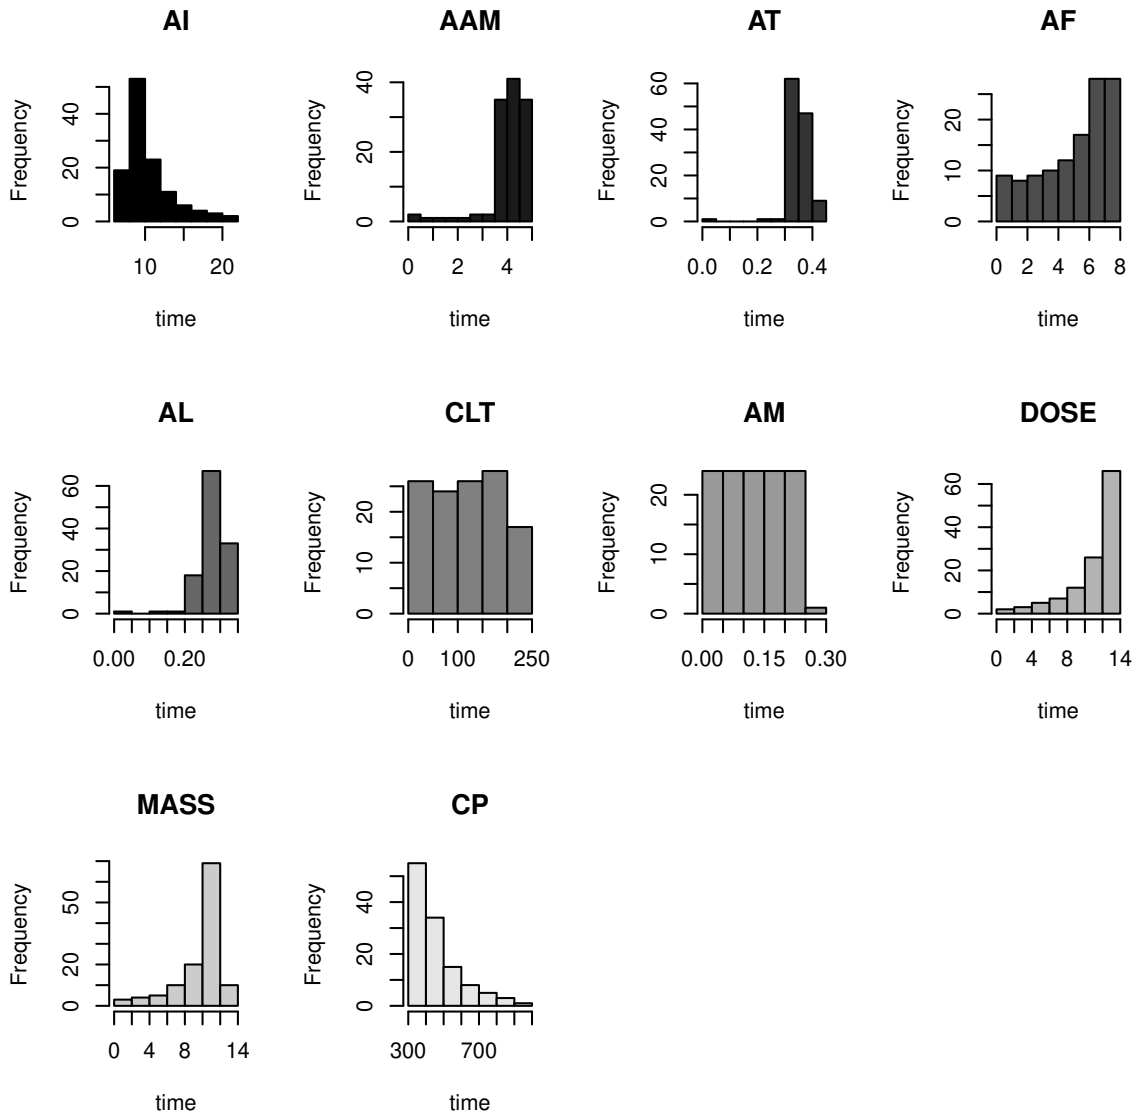 AI
Frequency
0
20
40
10
20
time
AAM
Frequency
0
20
40
0
2
4
time
AT
Frequency
0
20
40
60
0.0
0.2
0.4
time
AF
Frequency
0
10
20
0
2
4
6
8
time
AL
Frequency
0
20
40
60
0.00
0.20
time
CLT
Frequency
0
10
20
0
100
250
time
AM
Frequency
0
10
20
0.00
0.15
0.30
time
DOSE
Frequency
0
20
40
60
0
4
8
14
time
MASS
Frequency
0
20
50
0
4
8
14
time
CP
Frequency
0
20
40
300
700
time